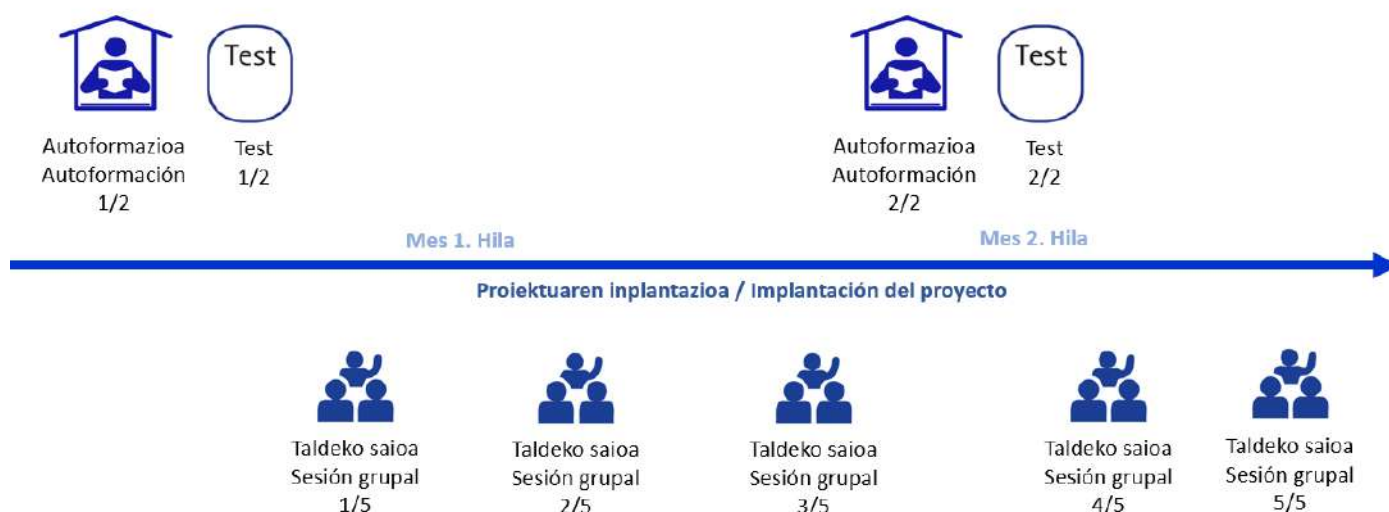 Test
Test
Autoformazioa
Autoformación
1/2
Test
1/2
Autoformazioa
Autoformación
2/2
Test
2/2
Mes 1. Hila
Mes 2. Hila
Proiektuaren inplantazioa / Implantación del proyecto
Taldeko saioa
Sesión grupal
1/5
Taldeko saioa
Sesión grupal
2/5
Taldeko saioa
Sesión grupal
3/5
Taldeko saioa
Sesión grupal
4/5
Taldeko saioa
Sesión grupal
5/5